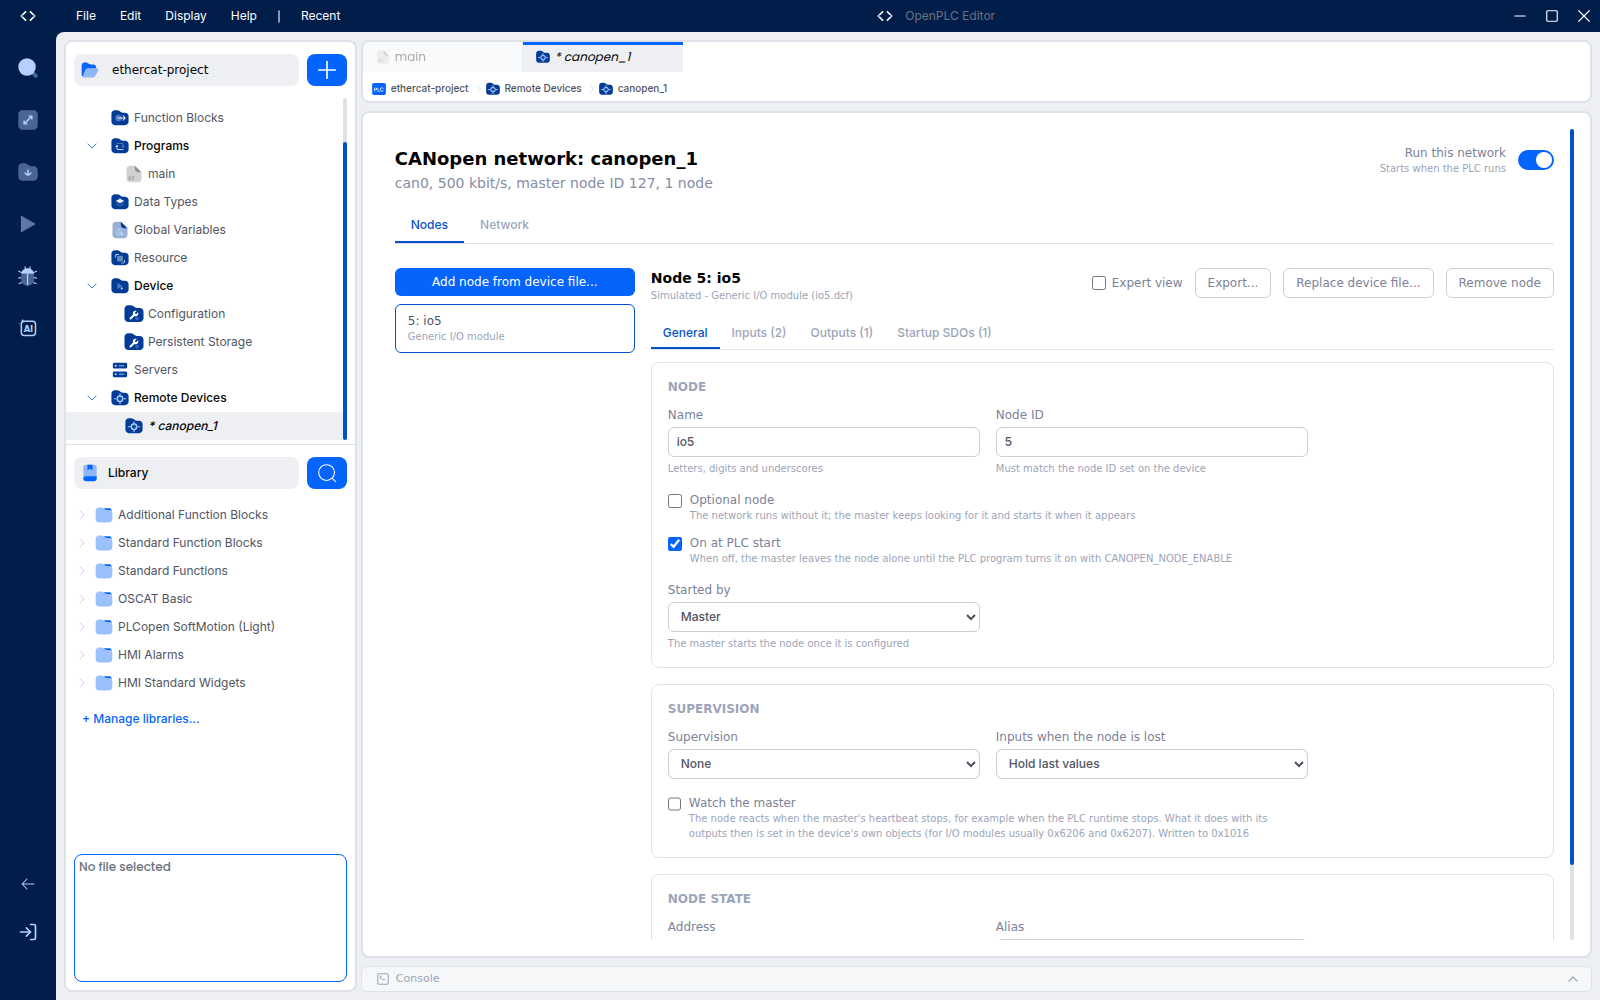 File Edit Display Help | Recent
OpenPLC Editor
ethercat-project
Function Blocks
Programs
main
Data Types
Global Variables
Resource
Device
Configuration
Persistent Storage
Servers
Remote Devices
* canopen_1
Library
Additional Function Blocks
Standard Function Blocks
Standard Functions
OSCAT Basic
PLCopen SoftMotion (Light)
HMI Alarms
HMI Standard Widgets
+ Manage libraries...
No file selected
main
* canopen_1
PLC ethercat-project Remote Devices canopen_1
CANopen network: canopen_1
can0, 500 kbit/s, master node ID 127, 1 node
Run this network
Starts when the PLC runs
Nodes Network
Add node from device file...
5: io5
Generic I/O module
Node 5: io5
Simulated - Generic I/O module (io5.dcf)
Expert view Export... Replace device file... Remove node
General Inputs (2) Outputs (1) Startup SDOs (1)
NODE
Name Node ID
io5 5
Letters, digits and underscores Must match the node ID set on the device
Optional node
The network runs without it; the master keeps looking for it and starts it when it appears
On at PLC start
When off, the master leaves the node alone until the PLC program turns it on with CANOPEN_NODE_ENABLE
Started by
Master
The master starts the node once it is configured
SUPERVISION
Supervision Inputs when the node is lost
None Hold last values
Watch the master
The node reacts when the master's heartbeat stops, for example when the PLC runtime stops. What it does with its
outputs then is set in the device's own objects (for I/O modules usually 0x6206 and 0x6207). Written to 0x1016
NODE STATE
Address Alias
Console
AI